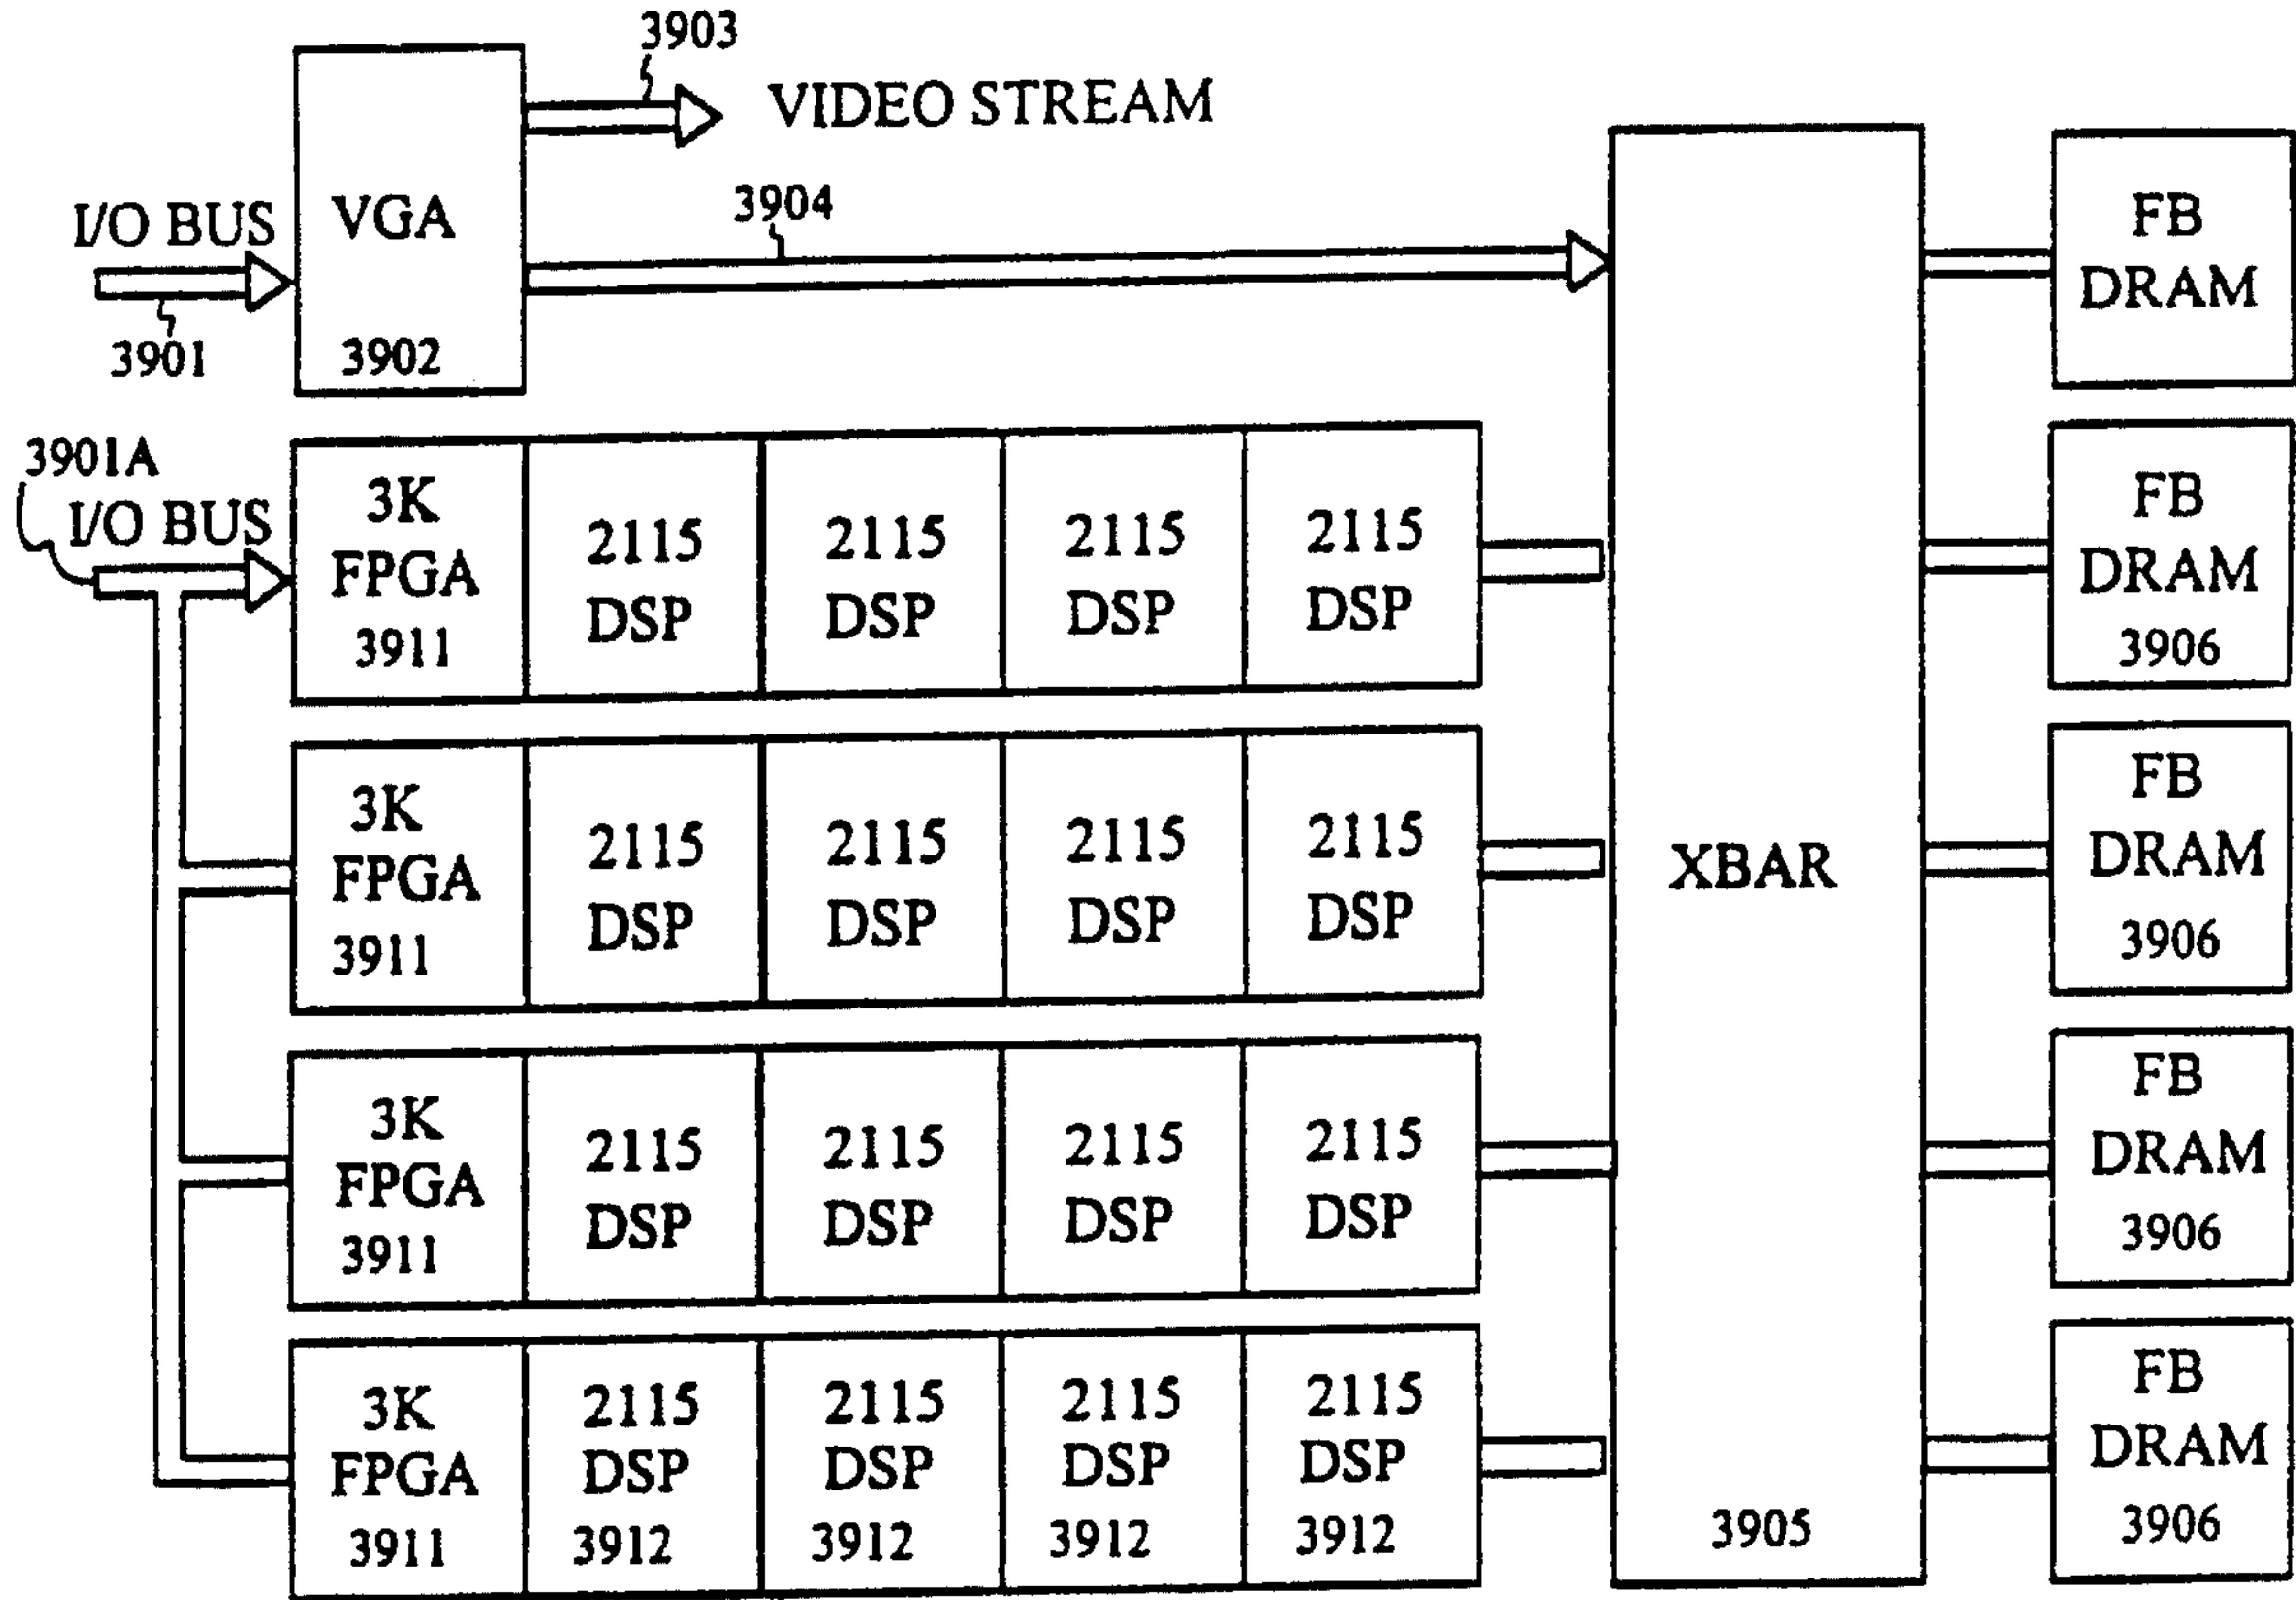 3903
VIDEO STREAM
I/O BUS
3901
VGA
3902
3904
FB
DRAM
3901A
I/O BUS
3K
FPGA
3911
2115
DSP
2115
DSP
2115
DSP
2115
DSP
FB
DRAM
3906
3K
FPGA
3911
2115
DSP
2115
DSP
2115
DSP
2115
DSP
XBAR
FB
DRAM
3906
3K
FPGA
3911
2115
DSP
2115
DSP
2115
DSP
2115
DSP
FB
DRAM
3906
3K
FPGA
3911
2115
DSP
3912
2115
DSP
3912
2115
DSP
3912
2115
DSP
3912
3905
FB
DRAM
3906